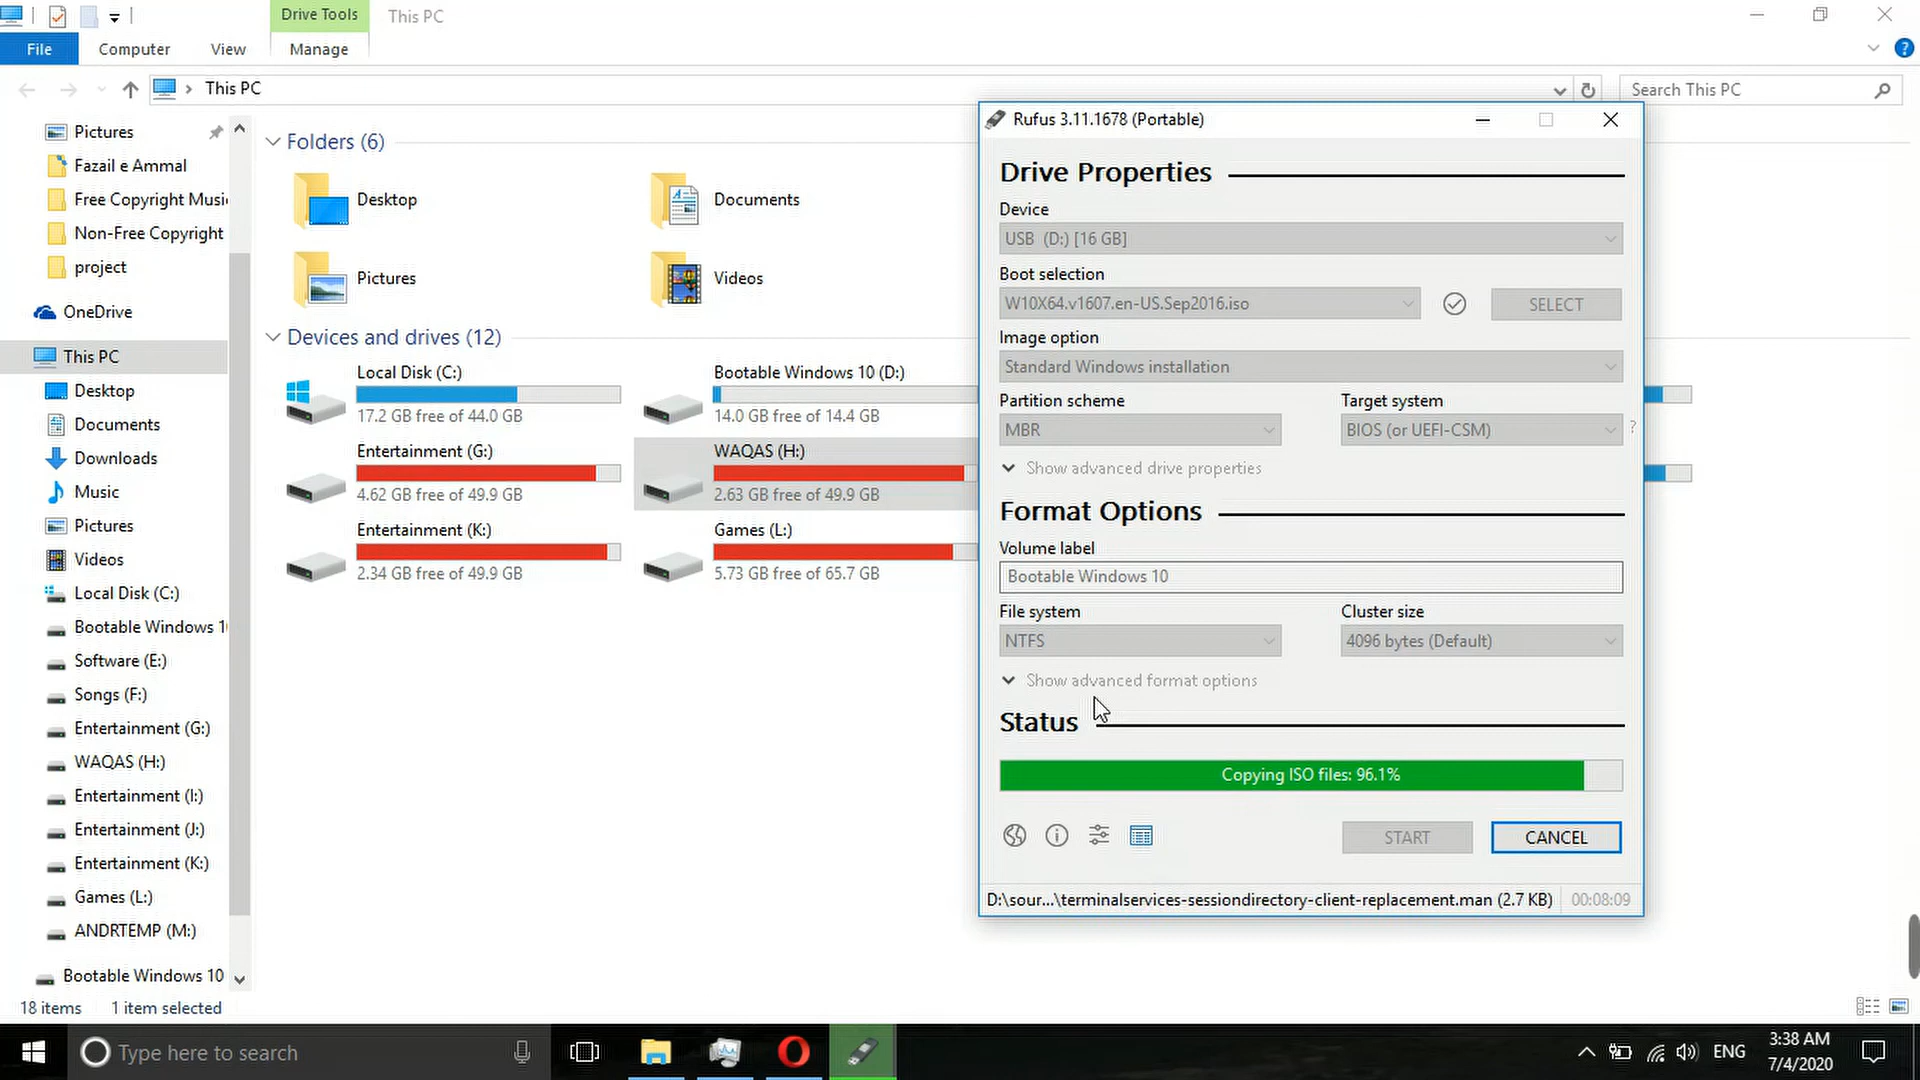 Drive Tools
This PC
File
Computer
View
Manage
This PC
Search This PC
Pictures
Fazail e Ammal
Free Copyright Musi
Non-Free Copyright
project
OneDrive
This PC
Desktop
Documents
Downloads
Music
Pictures
Videos
Local Disk (C:)
Bootable Windows 1
Software (E:)
Songs (F:)
Entertainment (G:)
WAQAS (H:)
Entertainment (I:)
Entertainment (J:)
Entertainment (K:)
Games (L:)
ANDRTEMP (M:)
Bootable Windows 10
18 items
1 item selected
Folders (6)
Desktop
Documents
Pictures
Videos
Devices and drives (12)
Local Disk (C:)
17.2 GB free of 44.0 GB
Bootable Windows 10 (D:)
14.0 GB free of 14.4 GB
Entertainment (G:)
4.62 GB free of 49.9 GB
WAQAS (H:)
2.63 GB free of 49.9 GB
Entertainment (K:)
2.34 GB free of 49.9 GB
Games (L:)
5.73 GB free of 65.7 GB
Rufus 3.11.1678 (Portable)
Drive Properties
Device
USB (D:) [16 GB]
Boot selection
W10X64.v1607.en-US.Sep2016.iso
SELECT
Image option
Standard Windows installation
Partition scheme
Target system
MBR
BIOS (or UEFI-CSM)
?
Show advanced drive properties
Format Options
Volume label
Bootable Windows 10
File system
Cluster size
NTFS
4096 bytes (Default)
Show advanced format options
Status
Copying ISO files: 96.1%
START
CANCEL
D:\sour...\terminalservices-sessiondirectory-client-replacement.man (2.7 KB)
00:08:09
Type here to search
ENG
3:38 AM
7/4/2020